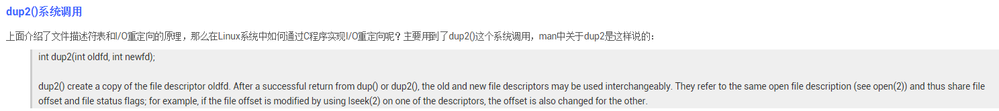 dup2()系统调用
上面介绍了文件描述符表和I/O重定向的原理，那么在Linux系统中如何通过C程序实现I/O重定向呢？主要用到了dup2()这个系统调用，man中关于dup2是这样说的：
int dup2(int oldfd, int newfd);
dup2() create a copy of the file descriptor oldfd. After a successful return from dup() or dup2(), the old and new file descriptors may be used interchangeably. They refer to the same open file description (see open(2)) and thus share file
offset and file status flags; for example, if the file offset is modified by using lseek(2) on one of the descriptors, the offset is also changed for the other.